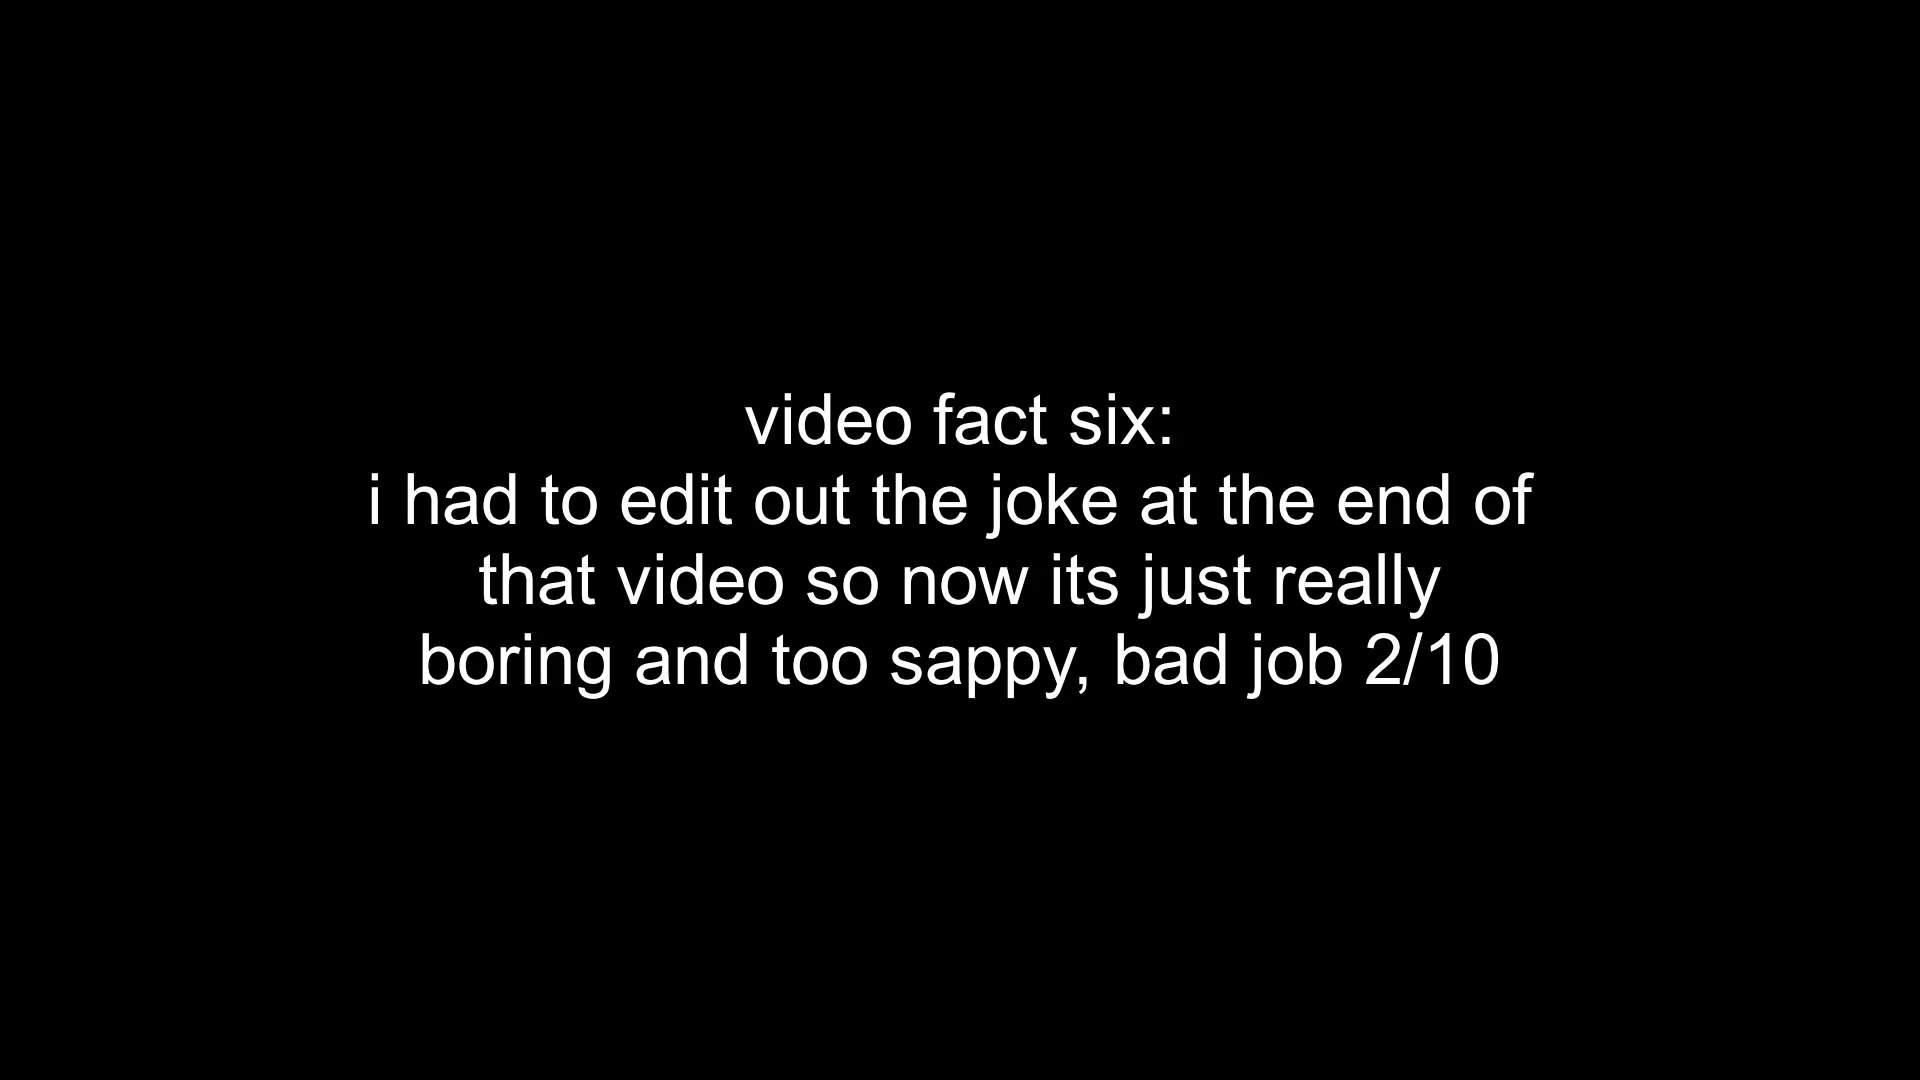 video fact six:
i had to edit out the joke at the end of
that video so now its just really
boring and too sappy, bad job 2/10